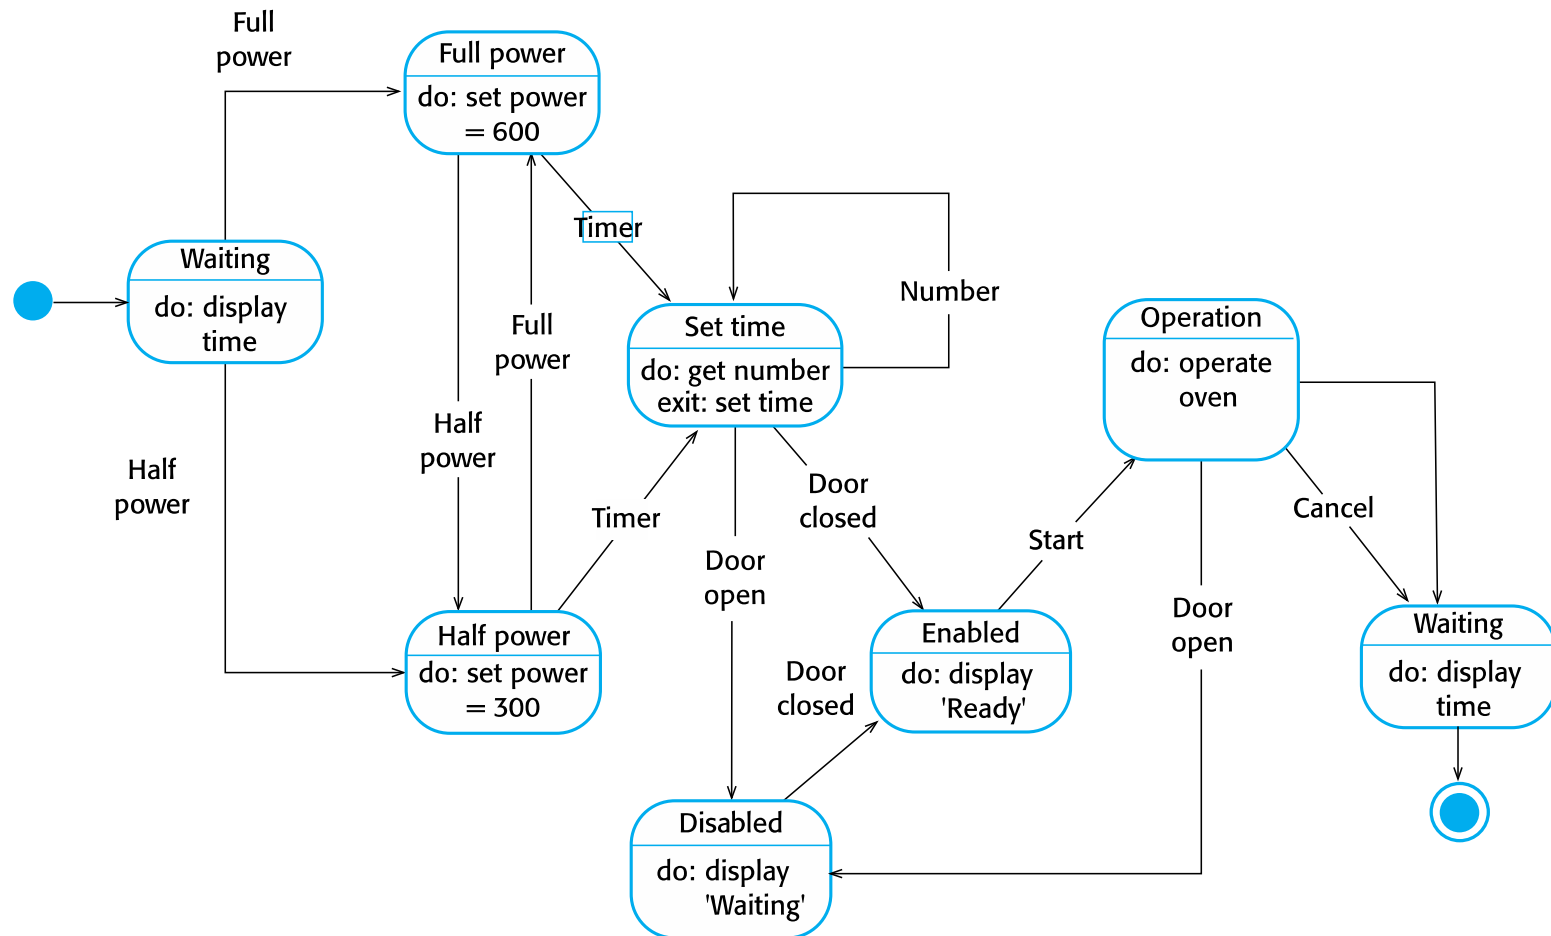 Full
power
Full power
do: set power
= 600
Timer
Waiting
do: display
time
Number
Full
power
Set time
do: get number
exit: set time
Operation
do: operate
oven
Half
power
Half
power
Timer
Door
closed
Cancel
Start
Door
open
Door
open
Half power
do: set power
= 300
Enabled
do: display
'Ready'
Door
closed
Waiting
do: display
time
Disabled
do: display
'Waiting'